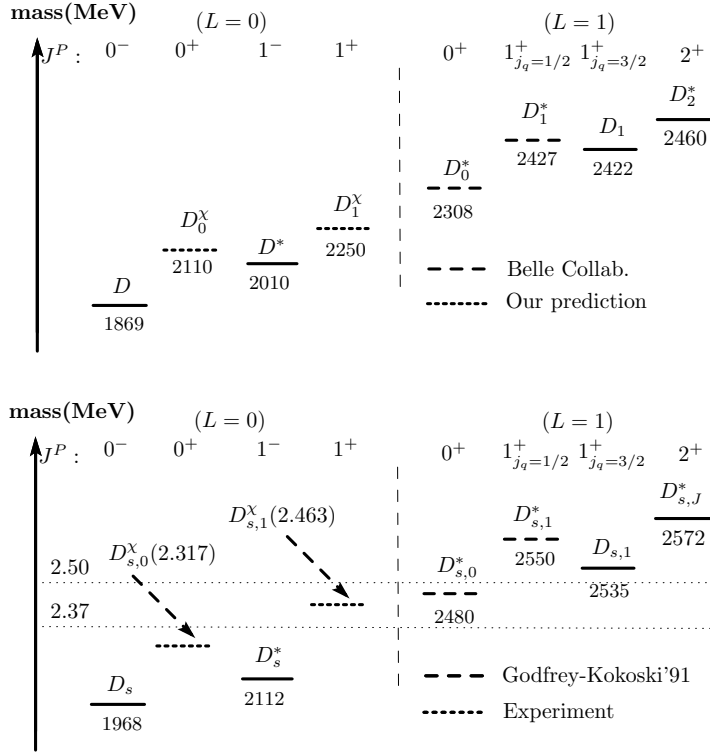 mass(MeV)
(L = 0) (L = 1)
J^P : 0^- 0^+ 1^- 1^+ 0^+ 1^+_{j_q=1/2} 1^+_{j_q=3/2} 2^+
D^*_2
D^*_1 D_1
2460
2427 2422
D^*_0
2308
D^χ_0 D^χ_1
D^*
2110 2250
2010
D
1869
Belle Collab.
Our prediction
mass(MeV)
(L = 0) (L = 1)
J^P : 0^- 0^+ 1^- 1^+ 0^+ 1^+_{j_q=1/2} 1^+_{j_q=3/2} 2^+
D^*_{s,J}
D^χ_{s,1}(2.463) D^*_{s,1}
2572
D^χ_{s,0}(2.317) D_{s,1}
2550
2.50 D^*_{s,0}
2535
2.37 2480
D^*_s
D_s 2112
1968
Godfrey-Kokoski'91
Experiment